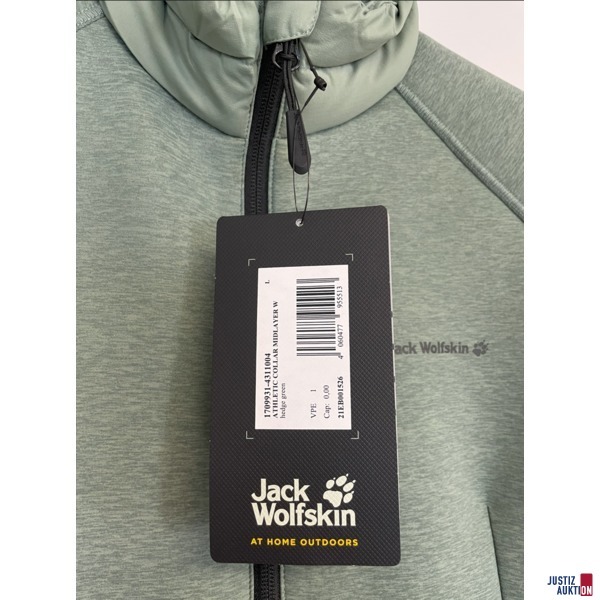 L
1709931-4311004
ATHLETIC COLLAR MIDLAYER W
hedge green
VPE 1
Cap: 0,00
21EB001526
4 060477 955513
Jack Wolfskin
Jack
Wolfskin
AT HOME OUTDOORS
JUSTIZ
AUKTION